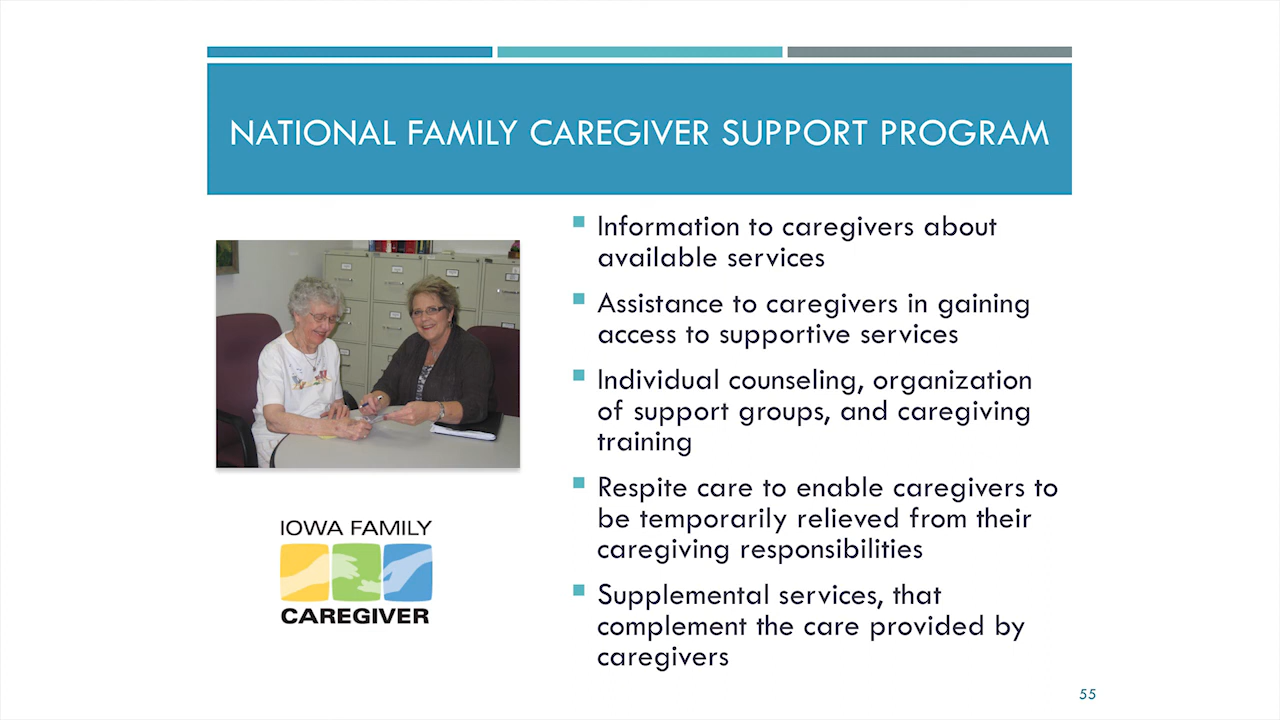 NATIONAL FAMILY CAREGIVER SUPPORT PROGRAM
Information to caregivers about
available services
Assistance to caregivers in gaining
access to supportive services
Individual counseling, organization
of support groups, and caregiving
training
Respite care to enable caregivers to
be temporarily relieved from their
caregiving responsibilities
Supplemental services, that
complement the care provided by
caregivers
IOWA FAMILY
CAREGIVER
55